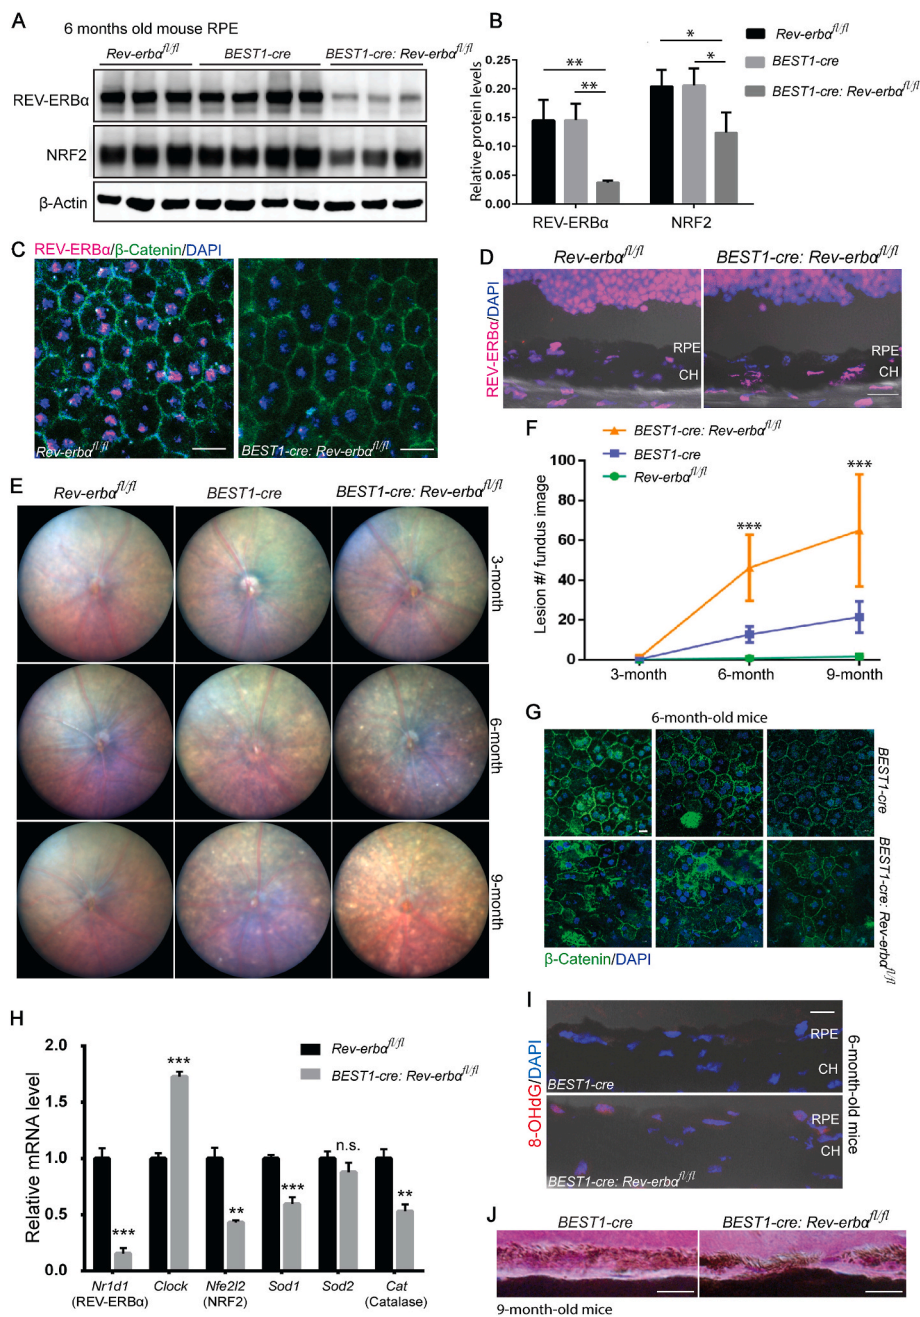 A
6 months old mouse RPE
Rev-erbα fl/fl
BEST1-cre
BEST1-cre: Rev-erbα fl/fl
REV-ERBα
NRF2
β-Actin
B
Rev-erbα fl/fl
BEST1-cre
BEST1-cre: Rev-erbα fl/fl
Relative protein levels
0.25
0.20
0.15
0.10
0.05
0.00
**
**
*
*
REV-ERBα
NRF2
C
REV-ERBα/β-Catenin/DAPI
Rev-erbα fl/fl
BEST1-cre: Rev-erbα fl/fl
D
Rev-erbα fl/fl
BEST1-cre: Rev-erbα fl/fl
REV-ERBα/DAPI
RPE
CH
RPE
CH
E
Rev-erbα fl/fl
BEST1-cre
BEST1-cre: Rev-erbα fl/fl
3-month
6-month
9-month
F
BEST1-cre: Rev-erbα fl/fl
BEST1-cre
Rev-erbα fl/fl
Lesion #/ fundus image
100
80
60
40
20
0
***
***
3-month
6-month
9-month
G
6-month-old mice
BEST1-cre
BEST1-cre: Rev-erbα fl/fl
β-Catenin/DAPI
H
Rev-erbα fl/fl
BEST1-cre: Rev-erbα fl/fl
Relative mRNA level
2.0
1.5
1.0
0.5
0.0
***
***
**
***
n.s.
**
Nr1d1 Clock Nfe2l2 Sod1 Sod2 Cat
(REV-ERBα) (NRF2) (Catalase)
I
8-OHdG/DAPI
RPE
CH
BEST1-cre
RPE
CH
BEST1-cre: Rev-erbα fl/fl
6-month-old mice
J
BEST1-cre
BEST1-cre: Rev-erbα fl/fl
9-month-old mice